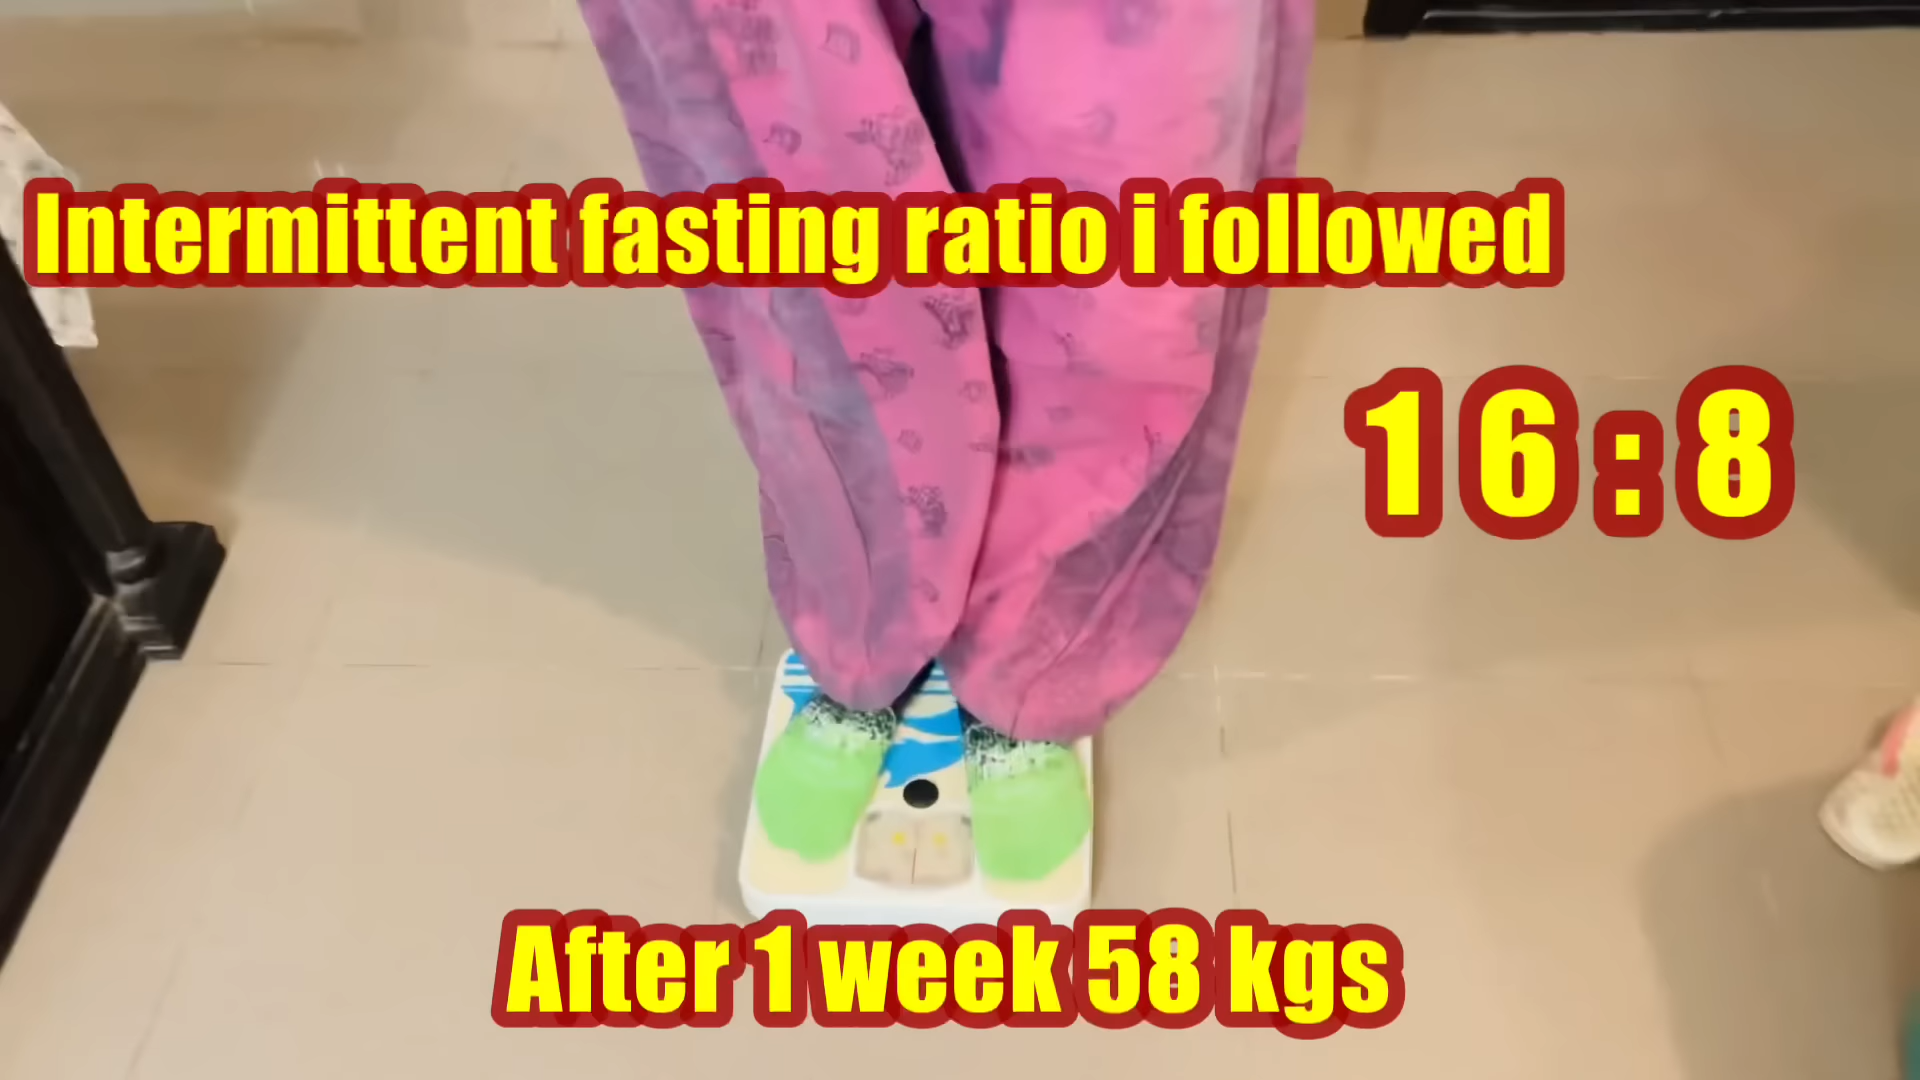 Intermittent fasting ratio i followed
16:8
After 1 week 58 kgs